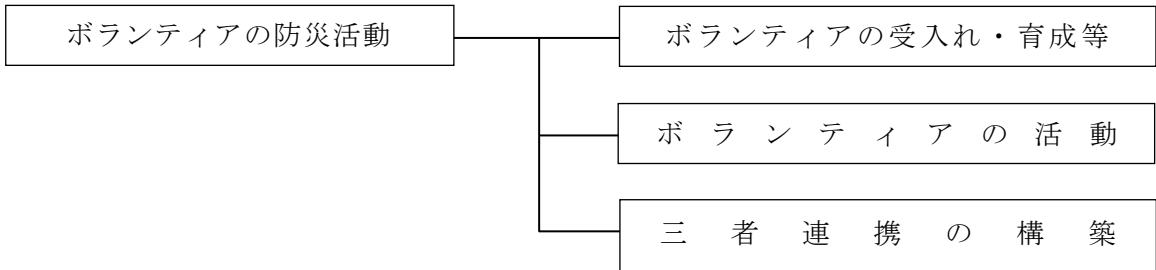 ボランティアの防災活動
ボランティアの受入れ・育成等
ボランティアの活動
三者連携の構築